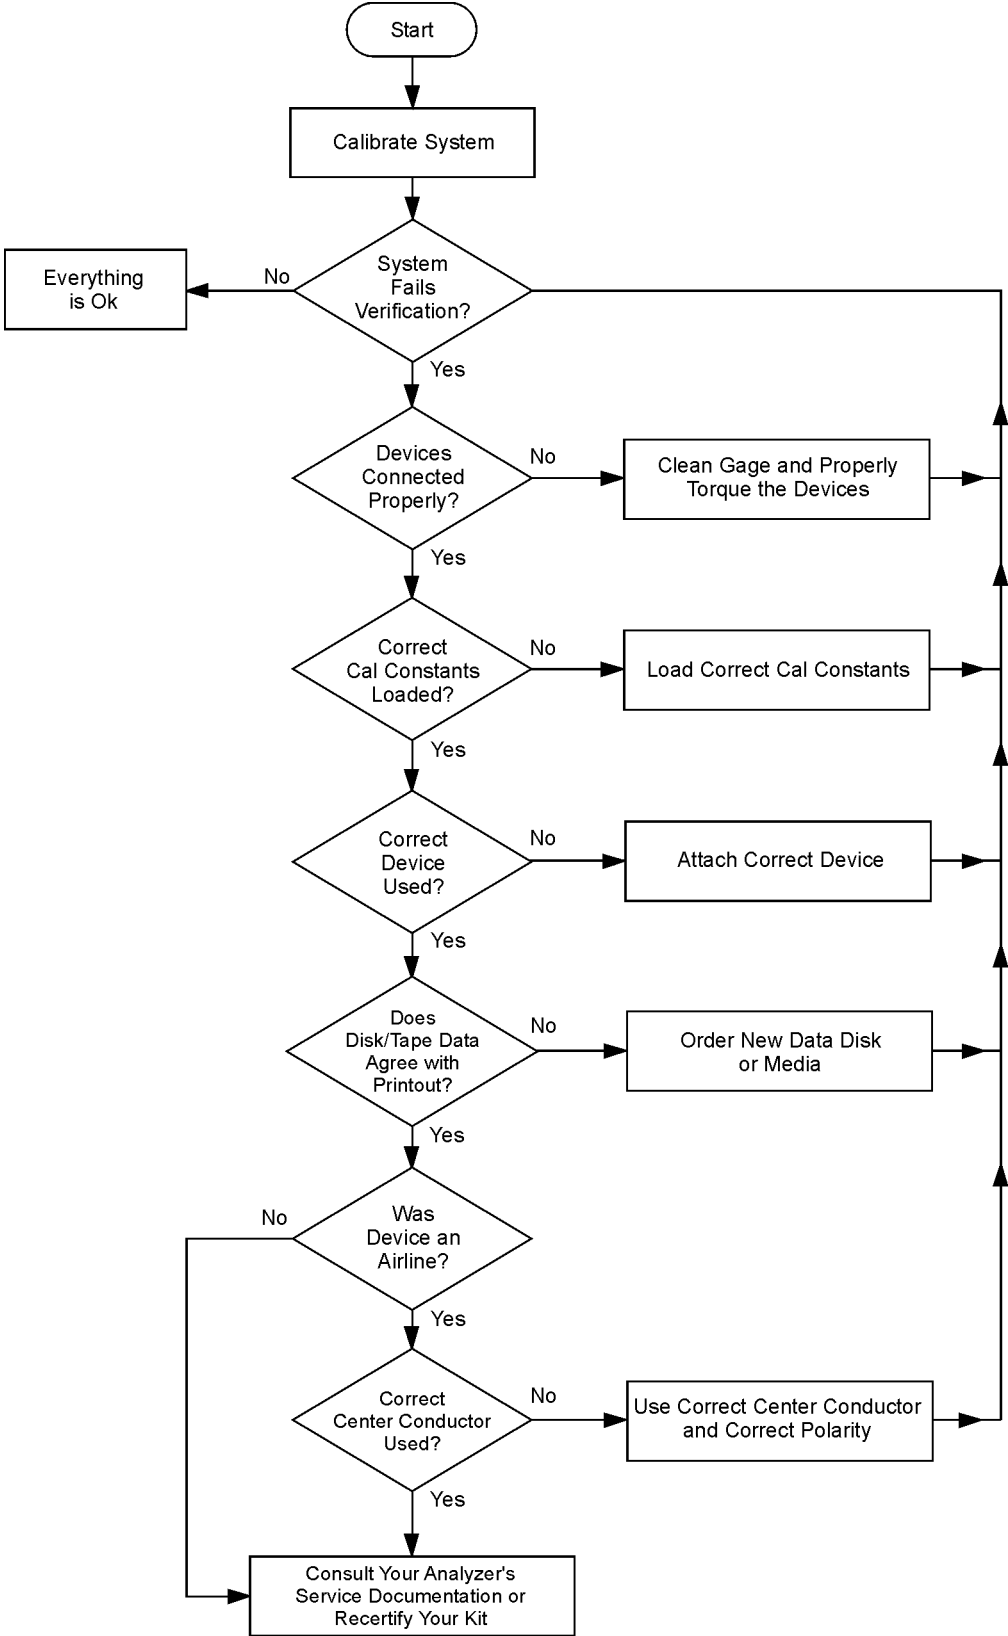 Start
Calibrate System
System
Fails
Verification?
No
Everything
is Ok
Yes
Devices
Connected
Properly?
No
Clean Gage and Properly
Torque the Devices
Yes
Correct
Cal Constants
Loaded?
No
Load Correct Cal Constants
Yes
Correct
Device
Used?
No
Attach Correct Device
Yes
Does
Disk/Tape Data
Agree with
Printout?
No
Order New Data Disk
or Media
Yes
Was
Device an
Airline?
No
Yes
Correct
Center Conductor
Used?
No
Use Correct Center Conductor
and Correct Polarity
Yes
Consult Your Analyzer's
Service Documentation or
Recertify Your Kit